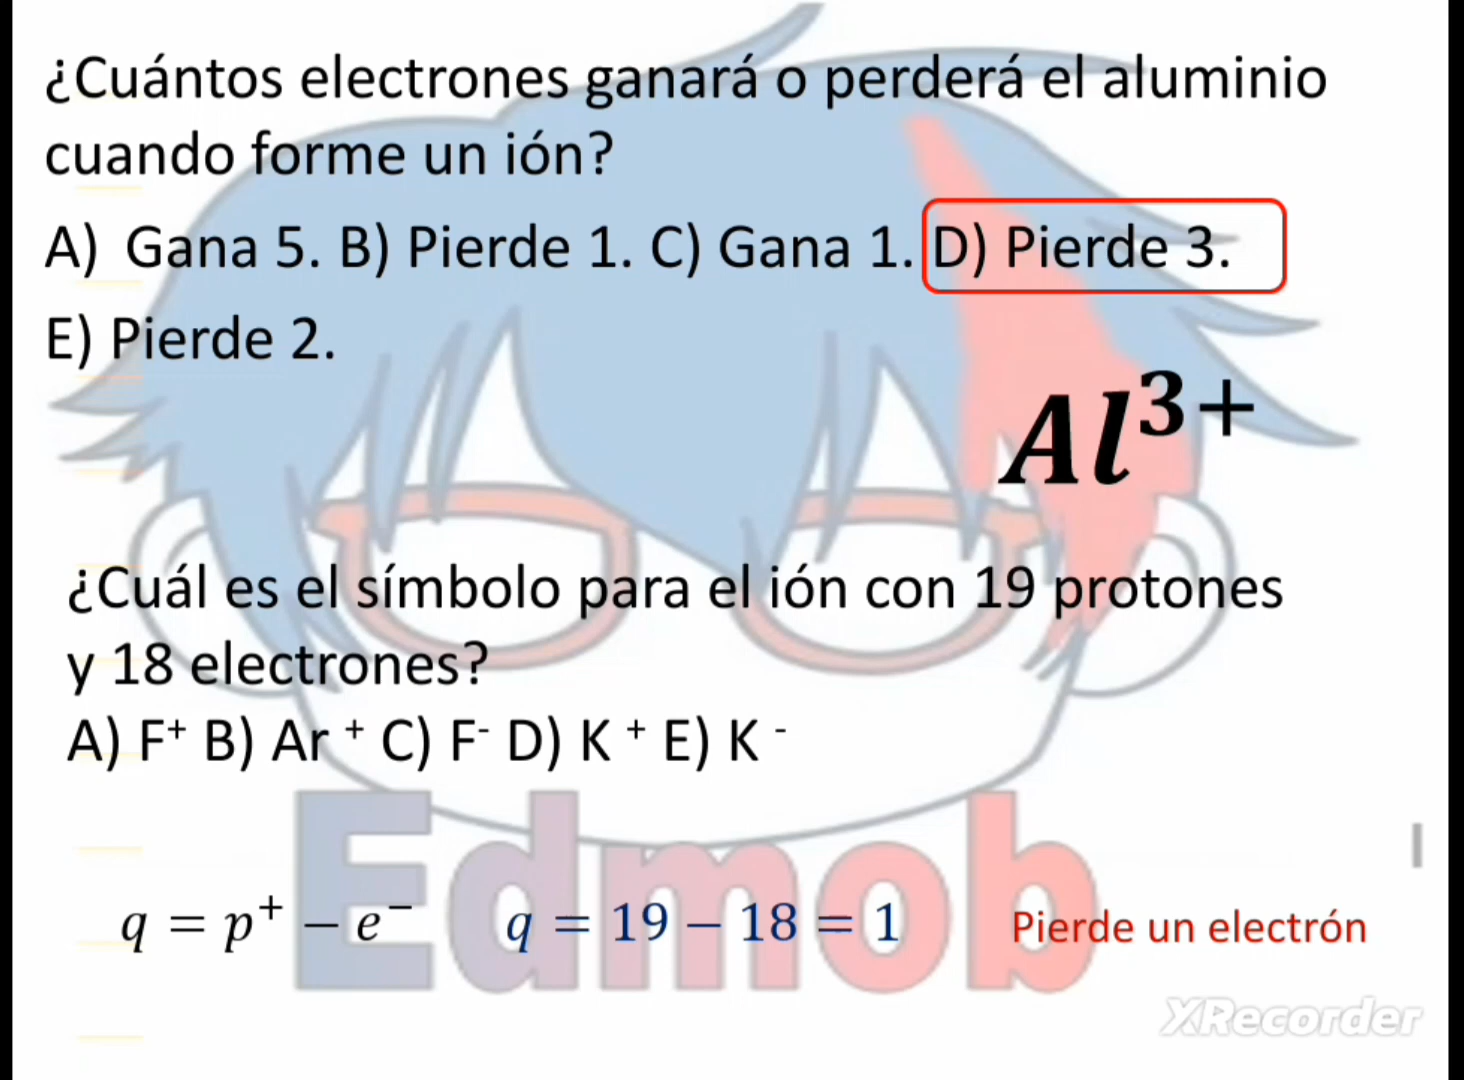 ¿Cuántos electrones ganará o perderá el aluminio
cuando forme un ión?
A) Gana 5. B) Pierde 1. C) Gana 1. D) Pierde 3.
E) Pierde 2.
Al³⁺
¿Cuál es el símbolo para el ión con 19 protones
y 18 electrones?
A) F⁺ B) Ar ⁺ C) F⁻ D) K ⁺ E) K ⁻
Edmob
q = p⁺ − e⁻ q = 19 − 18 = 1 Pierde un electrón
XRecorder